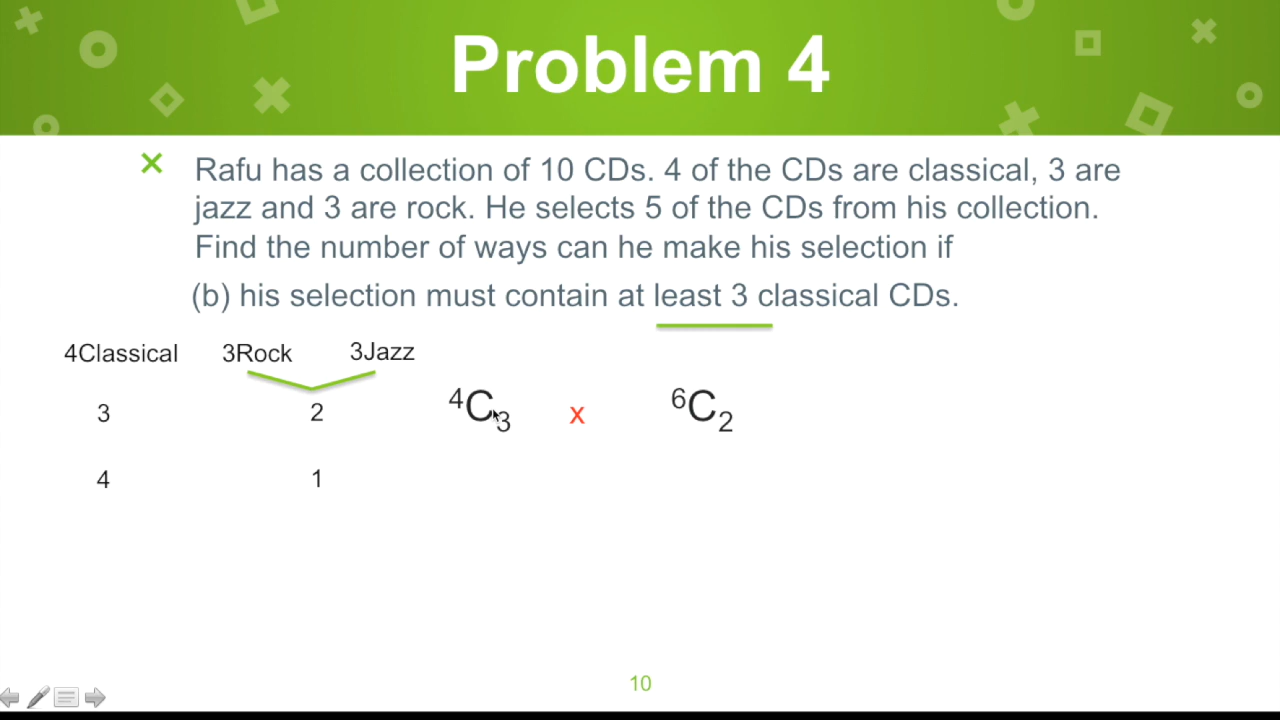 Problem 4
Rafu has a collection of 10 CDs. 4 of the CDs are classical, 3 are
jazz and 3 are rock. He selects 5 of the CDs from his collection.
Find the number of ways can he make his selection if
(b) his selection must contain at least 3 classical CDs.
4Classical 3Rock 3Jazz
3 2 ⁴C₃ x ⁶C₂
4 1
10